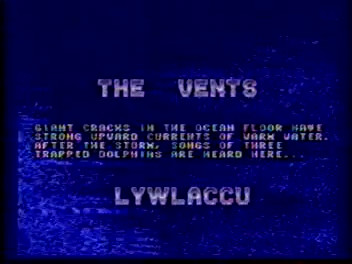 THE VENTS
GIANT CRACKS IN THE OCEAN FLOOR HAVE
STRONG UPWARD CURRENTS OF WARM WATER.
AFTER THE STORM, SONGS OF THREE
TRAPPED DOLPHINS ARE HEARD HERE...
LYWLACCU